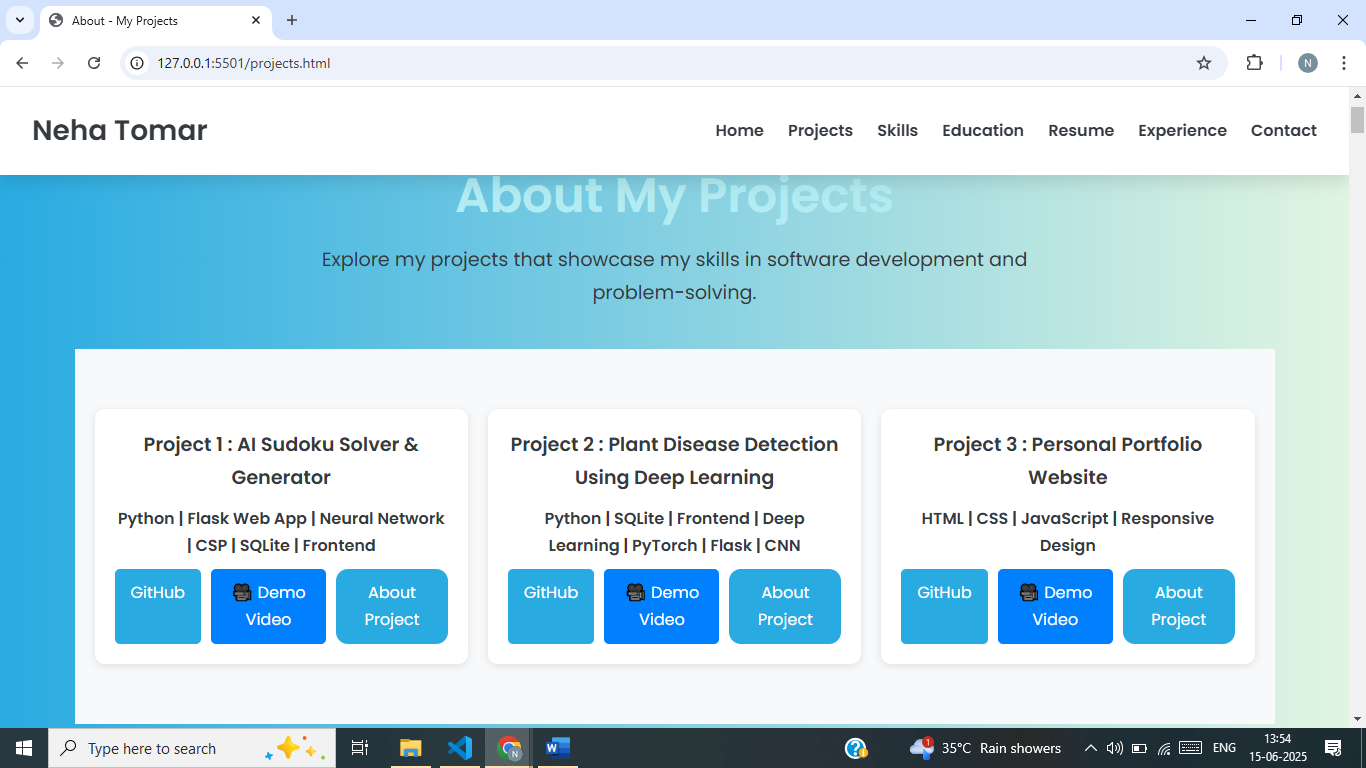 About - My Projects
127.0.0.1:5501/projects.html
N
Neha Tomar
Home Projects Skills Education Resume Experience Contact
About My Projects
Explore my projects that showcase my skills in software development and
problem-solving.
Project 1 : AI Sudoku Solver &
Generator
Python | Flask Web App | Neural Network
| CSP | SQLite | Frontend
GitHub
🎥 Demo
Video
About
Project
Project 2 : Plant Disease Detection
Using Deep Learning
Python | SQLite | Frontend | Deep
Learning | PyTorch | Flask | CNN
GitHub
🎥 Demo
Video
About
Project
Project 3 : Personal Portfolio
Website
HTML | CSS | JavaScript | Responsive
Design
GitHub
🎥 Demo
Video
About
Project
Type here to search
N
W
?
1
35°C Rain showers
ENG
13:54
15-06-2025